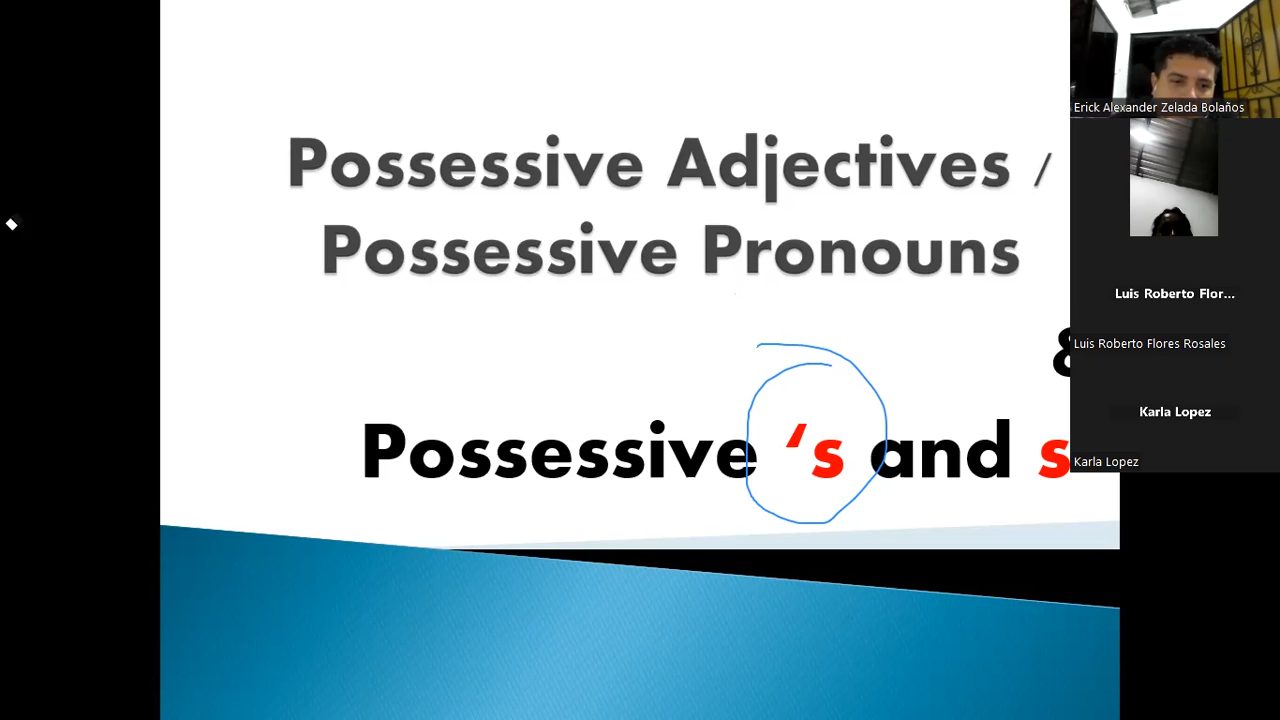 Possessive Adjectives /
Possessive Pronouns
&
Possessive ‘s and s
Erick Alexander Zelada Bolaños
Luis Roberto Flor...
Luis Roberto Flores Rosales
Karla Lopez
Karla Lopez